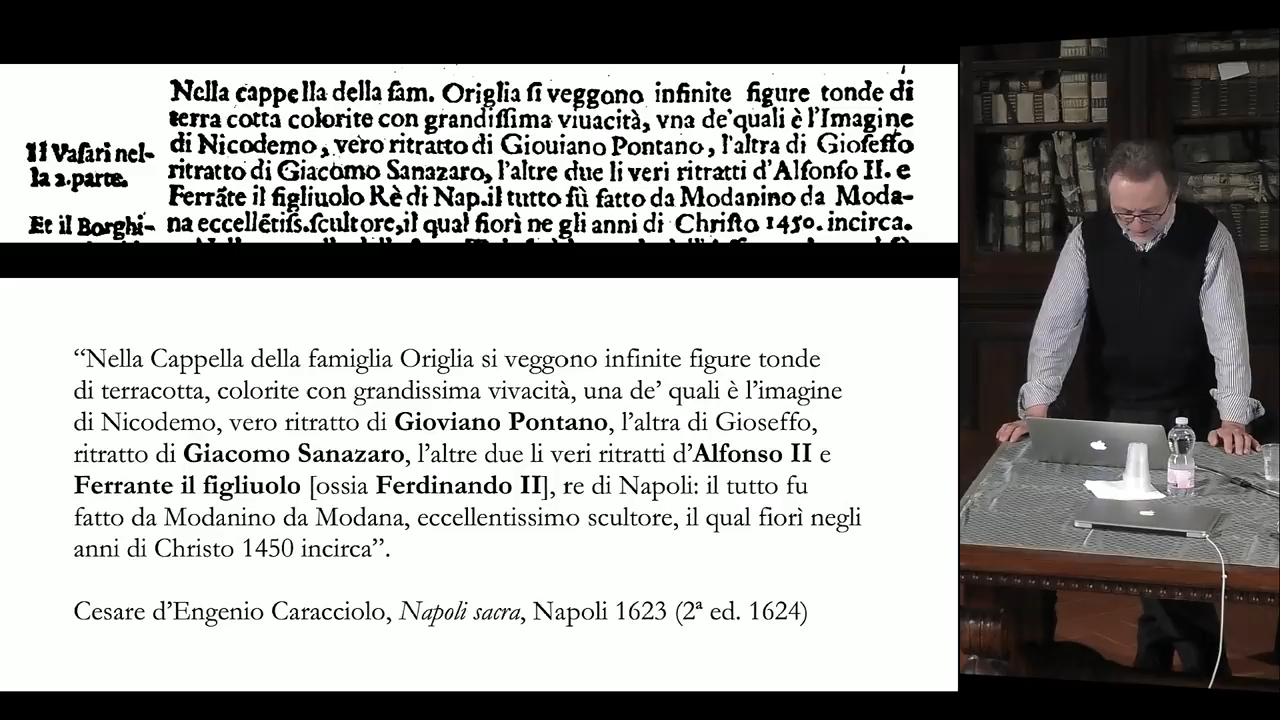 Nella cappella della fam. Origlia si veggono infinite figure tonde di
terra cotta colorite con grandissima viuacità, vna de'quali è l'Imagine
di Nicodemo, vero ritratto di Giouiano Pontano, l'altra di Gioseffo
ritratto di Giacomo Sanazaro, l'altre due li veri ritratti d'Alfonso II. e
Ferrãte il figliuolo Rè di Nap.il tutto fù fatto da Modanino da Moda-
na eccellẽtiss.scultore,il qual fiorì ne gli anni di Christo 1450. incirca.
Il Vasari nel-
la 2.parte.
Et il Borghi-
“Nella Cappella della famiglia Origlia si veggono infinite figure tonde
di terracotta, colorite con grandissima vivacità, una de’ quali è l’imagine
di Nicodemo, vero ritratto di Gioviano Pontano, l’altra di Gioseffo,
ritratto di Giacomo Sanazaro, l’altre due li veri ritratti d’Alfonso II e
Ferrante il figliuolo [ossia Ferdinando II], re di Napoli: il tutto fu
fatto da Modanino da Modana, eccellentissimo scultore, il qual fiorì negli
anni di Christo 1450 incirca”.
Cesare d’Engenio Caracciolo, Napoli sacra, Napoli 1623 (2ª ed. 1624)